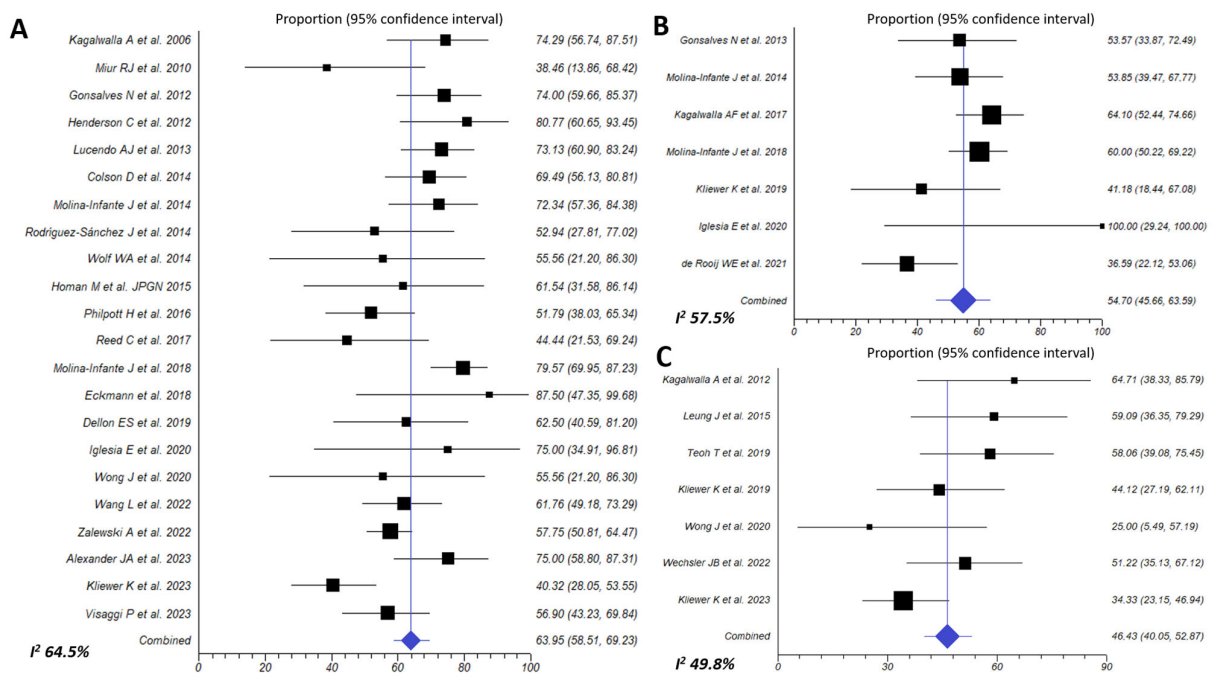 A
Proportion (95% confidence interval)
Kagalwalla A et al. 2006 74.29 (56.74, 87.51)
Miur RJ et al. 2010 38.46 (13.86, 68.42)
Gonsalves N et al. 2012 74.00 (59.66, 85.37)
Henderson C et al. 2012 80.77 (60.65, 93.45)
Lucendo AJ et al. 2013 73.13 (60.90, 83.24)
Colson D et al. 2014 69.49 (56.13, 80.81)
Molina-Infante J et al. 2014 72.34 (57.36, 84.38)
Rodríguez-Sánchez J et al. 2014 52.94 (27.81, 77.02)
Wolf WA et al. 2014 55.56 (21.20, 86.30)
Homan M et al. JPGN 2015 61.54 (31.58, 86.14)
Philpott H et al. 2016 51.79 (38.03, 65.34)
Reed C et al. 2017 44.44 (21.53, 69.24)
Molina-Infante J et al. 2018 79.57 (69.95, 87.23)
Eckmann et al. 2018 87.50 (47.35, 99.68)
Dellon ES et al. 2019 62.50 (40.59, 81.20)
Iglesia E et al. 2020 75.00 (34.91, 96.81)
Wong J et al. 2020 55.56 (21.20, 86.30)
Wang L et al. 2022 61.76 (49.18, 73.29)
Zalewski A et al. 2022 57.75 (50.81, 64.47)
Alexander JA et al. 2023 75.00 (58.80, 87.31)
Kliewer K et al. 2023 40.32 (28.05, 53.55)
Visaggi P et al. 2023 56.90 (43.23, 69.84)
Combined 63.95 (58.51, 69.23)
I² 64.5%
0 20 40 60 80 100
B
Proportion (95% confidence interval)
Gonsalves N et al. 2013 53.57 (33.87, 72.49)
Molina-Infante J et al. 2014 53.85 (39.47, 67.77)
Kagalwalla AF et al. 2017 64.10 (52.44, 74.66)
Molina-Infante J et al. 2018 60.00 (50.22, 69.22)
Kliewer K et al. 2019 41.18 (18.44, 67.08)
Iglesia E et al. 2020 100.00 (29.24, 100.00)
de Rooij WE et al. 2021 36.59 (22.12, 53.06)
Combined 54.70 (45.66, 63.59)
I² 57.5%
0 20 40 60 80 100
C
Proportion (95% confidence interval)
Kagalwalla A et al. 2012 64.71 (38.33, 85.79)
Leung J et al. 2015 59.09 (36.35, 79.29)
Teoh T et al. 2019 58.06 (39.08, 75.45)
Kliewer K et al. 2019 44.12 (27.19, 62.11)
Wong J et al. 2020 25.00 (5.49, 57.19)
Wechsler JB et al. 2022 51.22 (35.13, 67.12)
Kliewer K et al. 2023 34.33 (23.15, 46.94)
Combined 46.43 (40.05, 52.87)
I² 49.8%
0 30 60 90